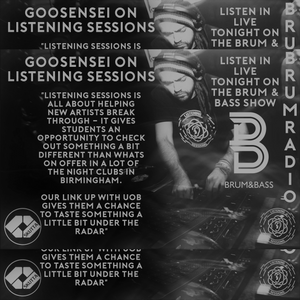 GOOSENSEI ON
LISTENING SESSIONS
"LISTENING SESSIONS IS
LISTEN IN
LIVE
TONIGHT ON
THE BRUM &
GOOSENSEI ON
LISTENING SESSIONS
"LISTENING SESSIONS IS
ALL ABOUT HELPING
NEW ARTISTS BREAK
THROUGH – IT GIVES
STUDENTS AN
OPPORTUNITY TO CHECK
OUT SOMETHING A BIT
DIFFERENT THAN WHATS
ON OFFER IN A LOT OF
THE NIGHT CLUBS IN
BIRMINGHAM.
OUR LINK UP WITH UOB
GIVES THEM A CHANCE
TO TASTE SOMETHING A
LITTLE BIT UNDER THE
RADAR"
LISTEN IN
LIVE
TONIGHT ON
THE BRUM &
BASS SHOW
B
BRUM&BASS
BRUBRUMRADIO
OUR LINK UP WITH UOB
GIVES THEM A CHANCE
TO TASTE SOMETHING A
LITTLE BIT UNDER THE
RADAR"